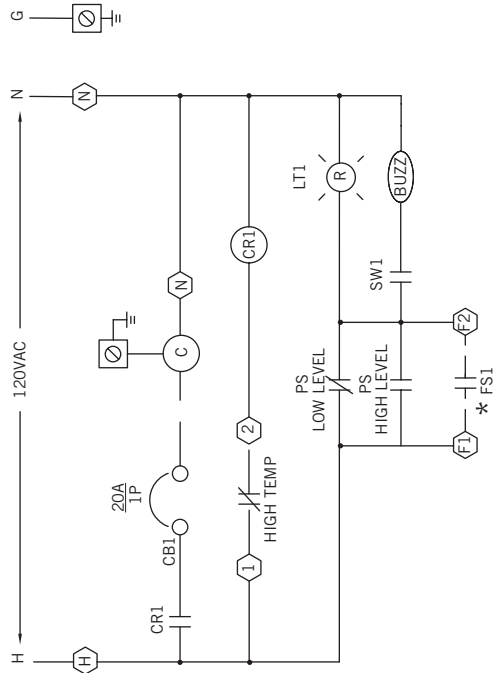 H
120VAC
N
G
H
N
CR1
CB1
20A
1P
C
N
1
HIGH TEMP
2
CR1
PS
LOW LEVEL
LT1
R
PS
HIGH LEVEL
SW1
BUZZ
F1
* FS1
F2